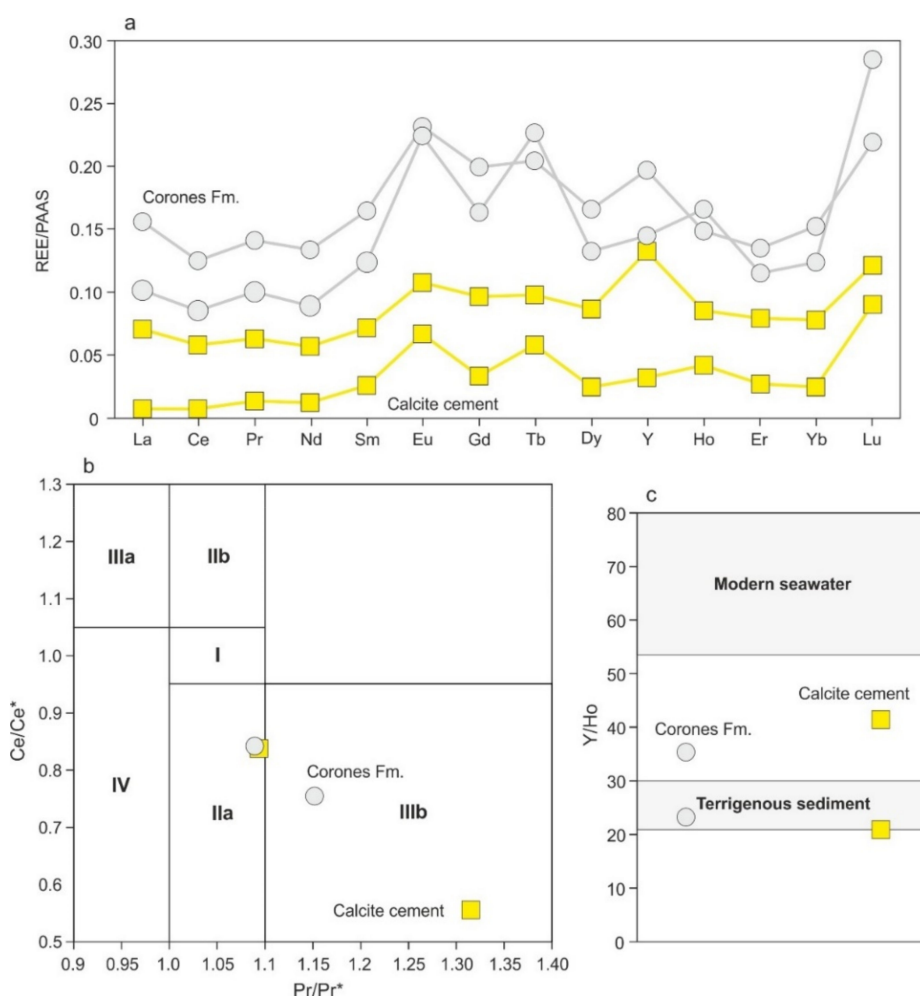 a
0.30
0.25
0.20
0.15
0.10
0.05
0
REE/PAAS
Corones Fm.
Calcite cement
La Ce Pr Nd Sm Eu Gd Tb Dy Y Ho Er Yb Lu
b
1.3
1.2
1.1
1.0
0.9
0.8
0.7
0.6
0.5
Ce/Ce*
IIIa
IIb
I
IV
IIa
IIIb
Corones Fm.
Calcite cement
0.9 0.95 1.0 1.05 1.1 1.15 1.20 1.25 1.30 1.35 1.40
Pr/Pr*
c
80
70
60
50
40
30
20
10
0
Y/Ho
Modern seawater
Calcite cement
Corones Fm.
Terrigenous sediment